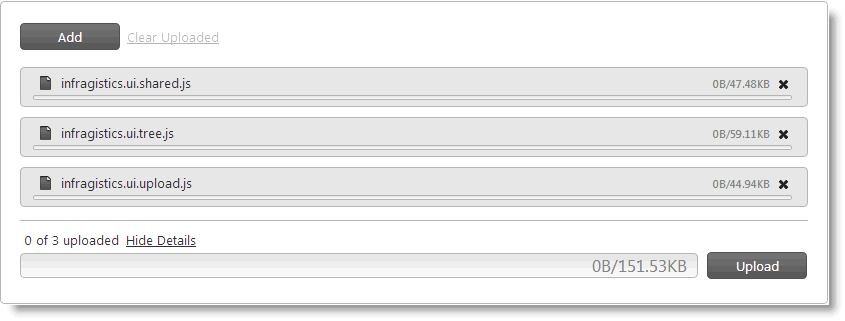 Add Clear Uploaded
infragistics.ui.shared.js 0B/47.48KB
infragistics.ui.tree.js 0B/59.11KB
infragistics.ui.upload.js 0B/44.94KB
0 of 3 uploaded Hide Details
0B/151.53KB Upload